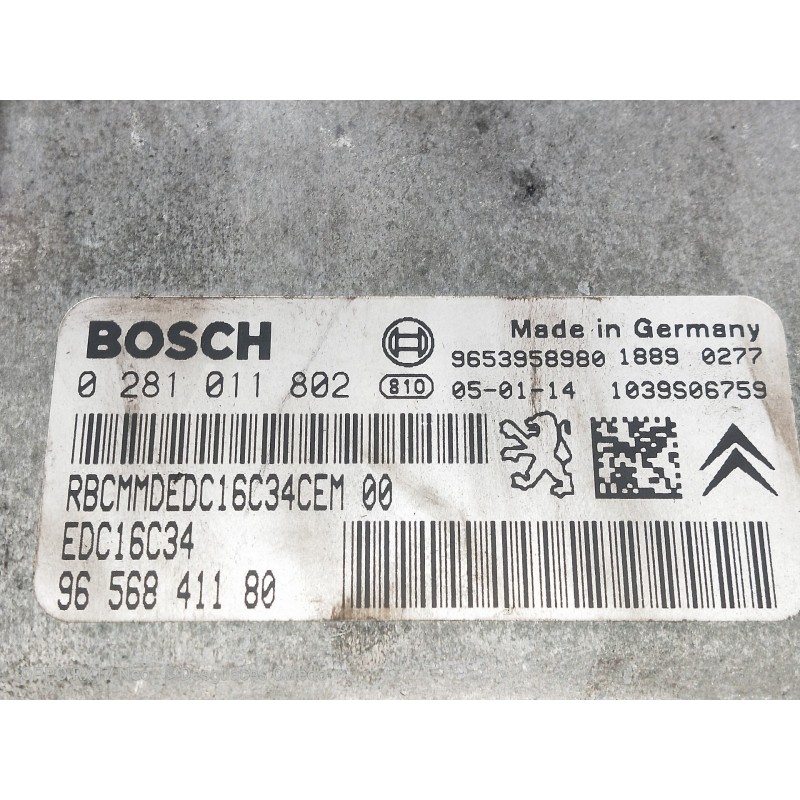 BOSCH
Made in Germany
9653958980 1889 0277
0 281 011 802
810
05-01-14
1039S06759
RBCMMDEDC16C34CEM 00
EDC16C34
96 568 411 80